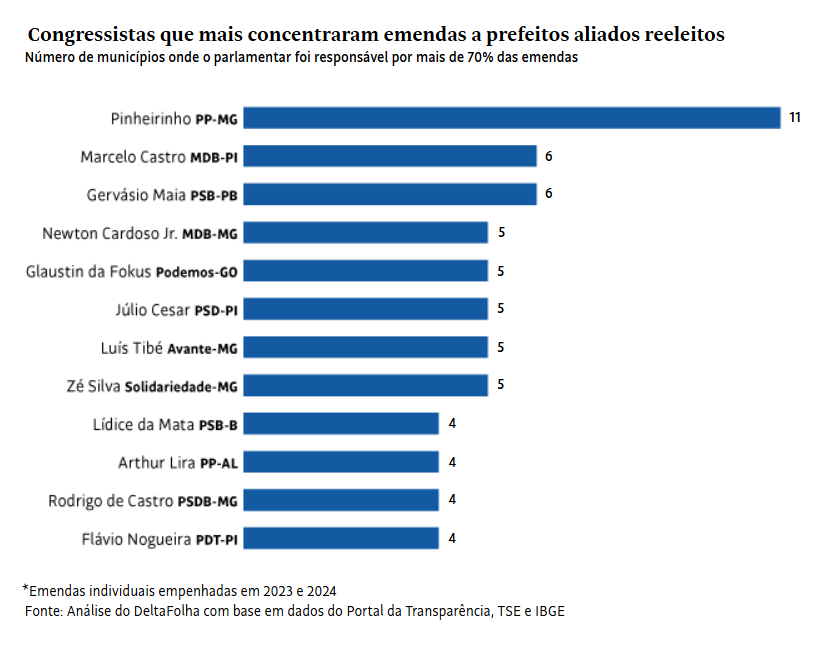 Congressistas que mais concentraram emendas a prefeitos aliados reeleitos
Número de municípios onde o parlamentar foi responsável por mais de 70% das emendas
Pinheirinho PP-MG 11
Marcelo Castro MDB-PI 6
Gervásio Maia PSB-PB 6
Newton Cardoso Jr. MDB-MG 5
Glaustin da Fokus Podemos-GO 5
Júlio Cesar PSD-PI 5
Luís Tibé Avante-MG 5
Zé Silva Solidariedade-MG 5
Lídice da Mata PSB-B 4
Arthur Lira PP-AL 4
Rodrigo de Castro PSDB-MG 4
Flávio Nogueira PDT-PI 4
*Emendas individuais empenhadas em 2023 e 2024
Fonte: Análise do DeltaFolha com base em dados do Portal da Transparência, TSE e IBGE